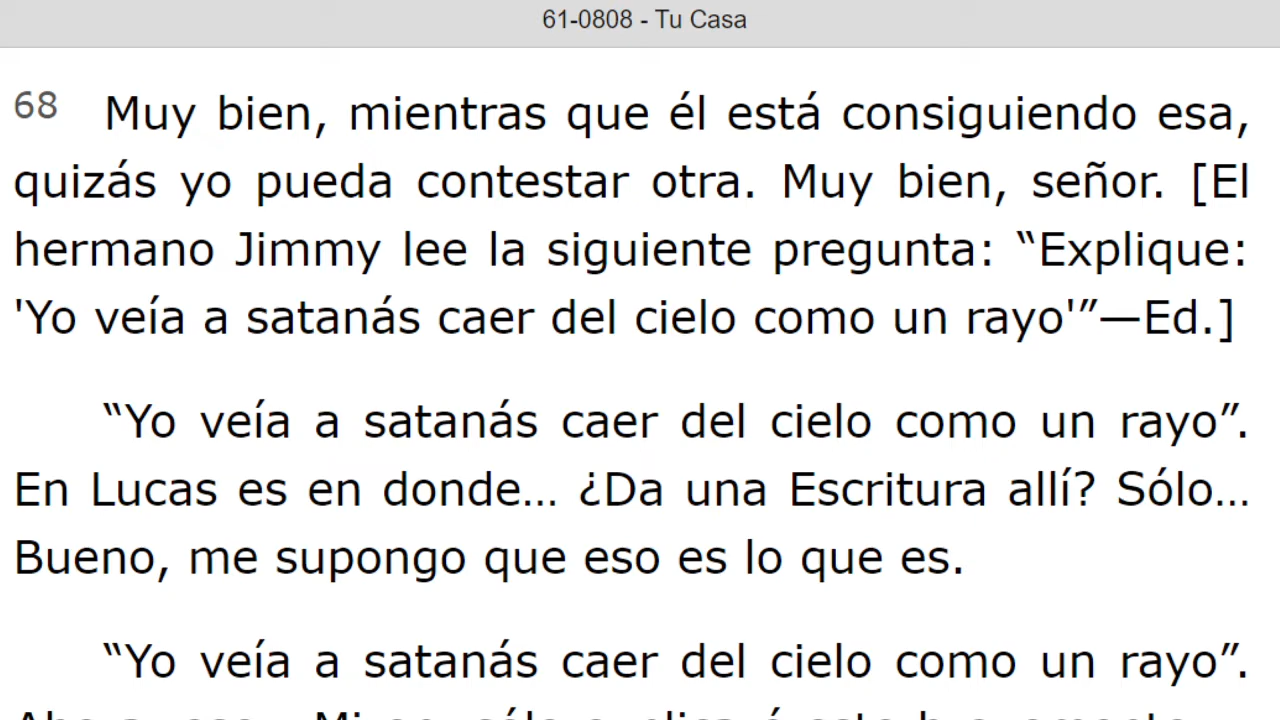 61-0808 - Tu Casa
68 Muy bien, mientras que él está consiguiendo esa,
quizás yo pueda contestar otra. Muy bien, señor. [El
hermano Jimmy lee la siguiente pregunta: “Explique:
'Yo veía a satanás caer del cielo como un rayo'”—Ed.]
“Yo veía a satanás caer del cielo como un rayo”.
En Lucas es en donde… ¿Da una Escritura allí? Sólo…
Bueno, me supongo que eso es lo que es.
“Yo veía a satanás caer del cielo como un rayo”.